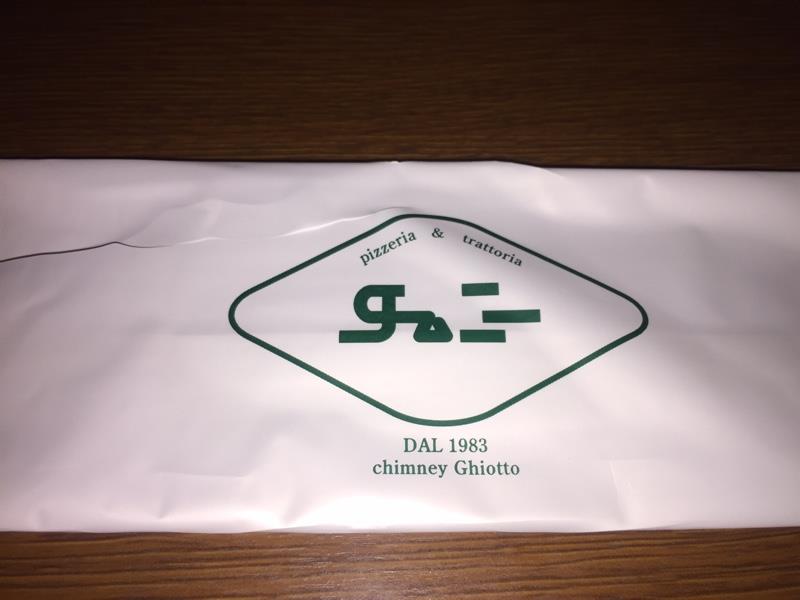 pizzeria & trattoria
DAL 1983
chimney Ghiotto